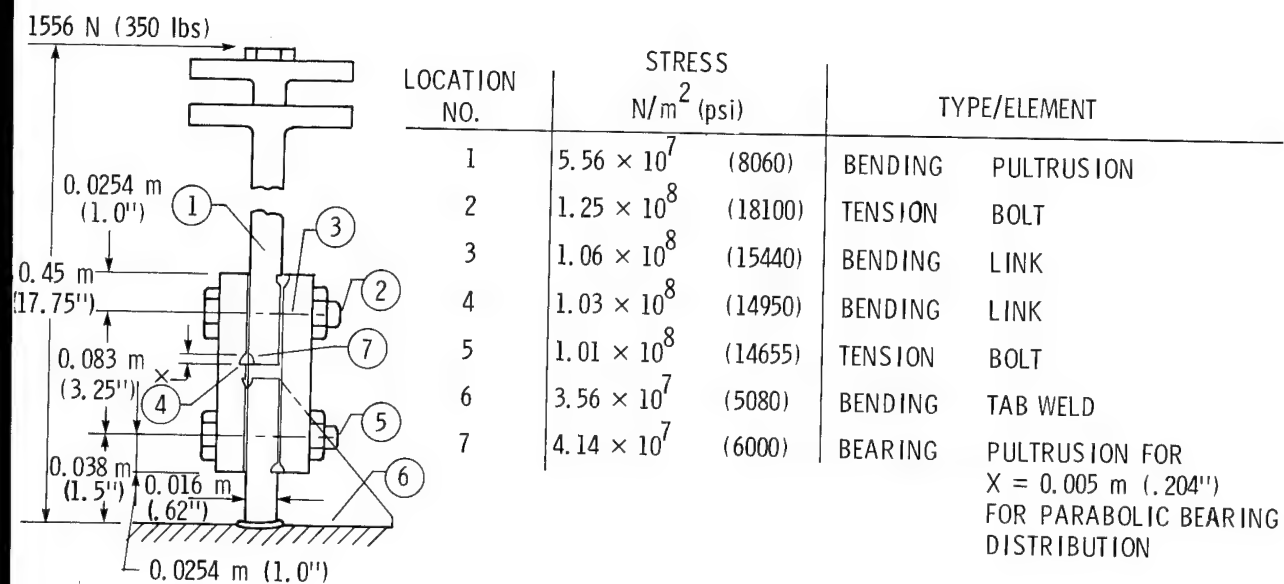 1556 N (350 lbs)
0.0254 m
(1.0")
0.45 m
(17.75")
0.083 m
(3.25")
X
0.038 m
(1.5")
0.016 m
(.62")
0.0254 m (1.0")
1
2
3
4
5
6
7
LOCATION NO. STRESS N/m2 (psi) TYPE/ELEMENT
1 5.56 × 10^7 (8060) BENDING PULTRUSION
2 1.25 × 10^8 (18100) TENSION BOLT
3 1.06 × 10^8 (15440) BENDING LINK
4 1.03 × 10^8 (14950) BENDING LINK
5 1.01 × 10^8 (14655) TENSION BOLT
6 3.56 × 10^7 (5080) BENDING TAB WELD
7 4.14 × 10^7 (6000) BEARING PULTRUSION FOR
X = 0.005 m (.204")
FOR PARABOLIC BEARING
DISTRIBUTION